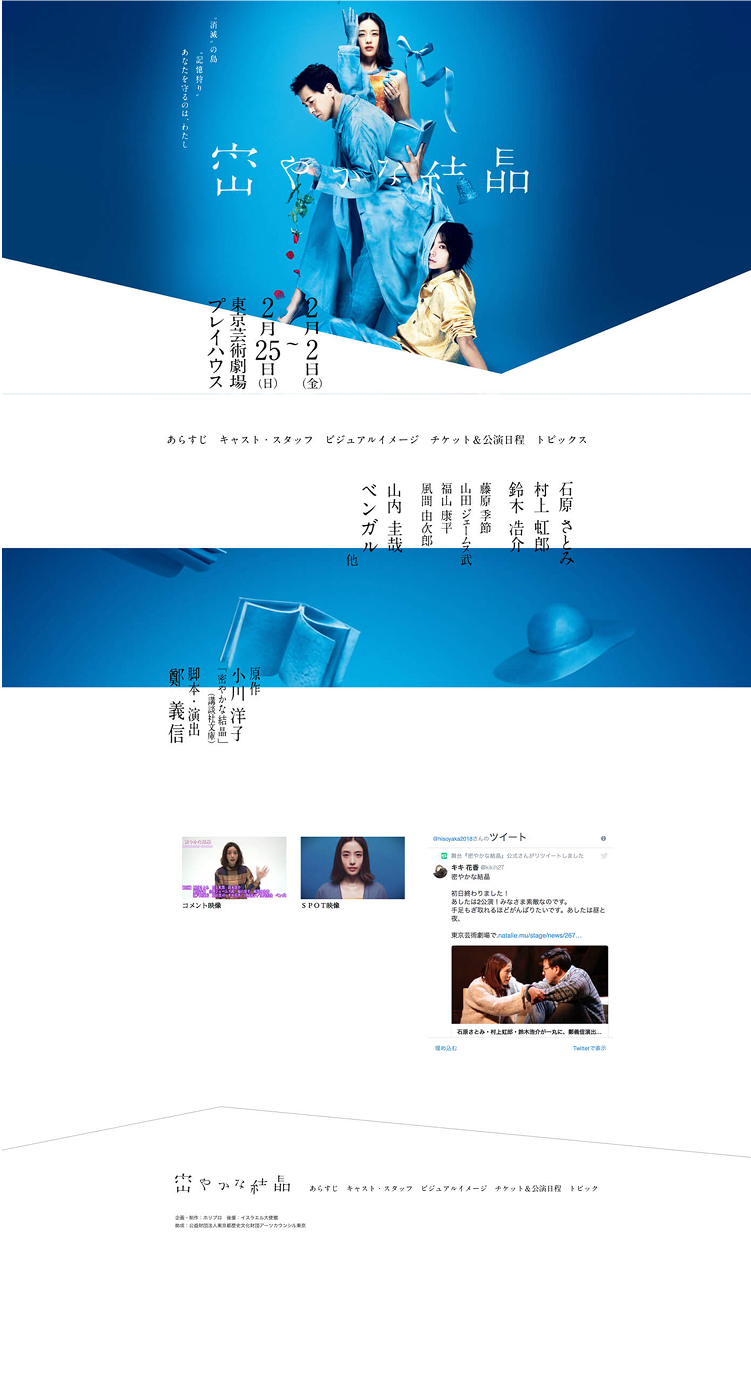 “消滅”の島
“記憶狩り”
あなたを守るのは、わたし
密やかな結晶
2月2日(金)
~
2月25日(日)
東京芸術劇場
プレイハウス
あらすじ キャスト・スタッフ ビジュアルイメージ チケット&公演日程 トピックス
石原 さとみ
村上 虹郎
鈴木 浩介
藤原 季節
山田 ジェームス武
福山 康平
風間 由次郎
山内 圭哉
ベンガル
他
原作
小川 洋子
「密やかな結晶」
(講談社文庫)
脚本・演出
鄭 義信
コメント映像
SPOT映像
@hisoyaka2018さんのツイート
舞台『密やかな結晶』公式さんがリツイートしました
キキ 花香 @kikih27
密やかな結晶
初日終わりました！
あしたは2公演！みなさま素敵なのです。
手足もぎ取れるほどがんばりたいです。あしたは昼と
夜、
東京芸術劇場で.natalie.mu/stage/news/267…
石原さとみ・村上虹郎・鈴木浩介が一丸に、鄭義信演出...
埋め込む
Twitterで表示
密やかな結晶
あらすじ キャスト・スタッフ ビジュアルイメージ チケット&公演日程 トピック
企画・制作：ホリプロ 後援：イスラエル大使館
助成：公益財団法人東京都歴史文化財団アーツカウンシル東京